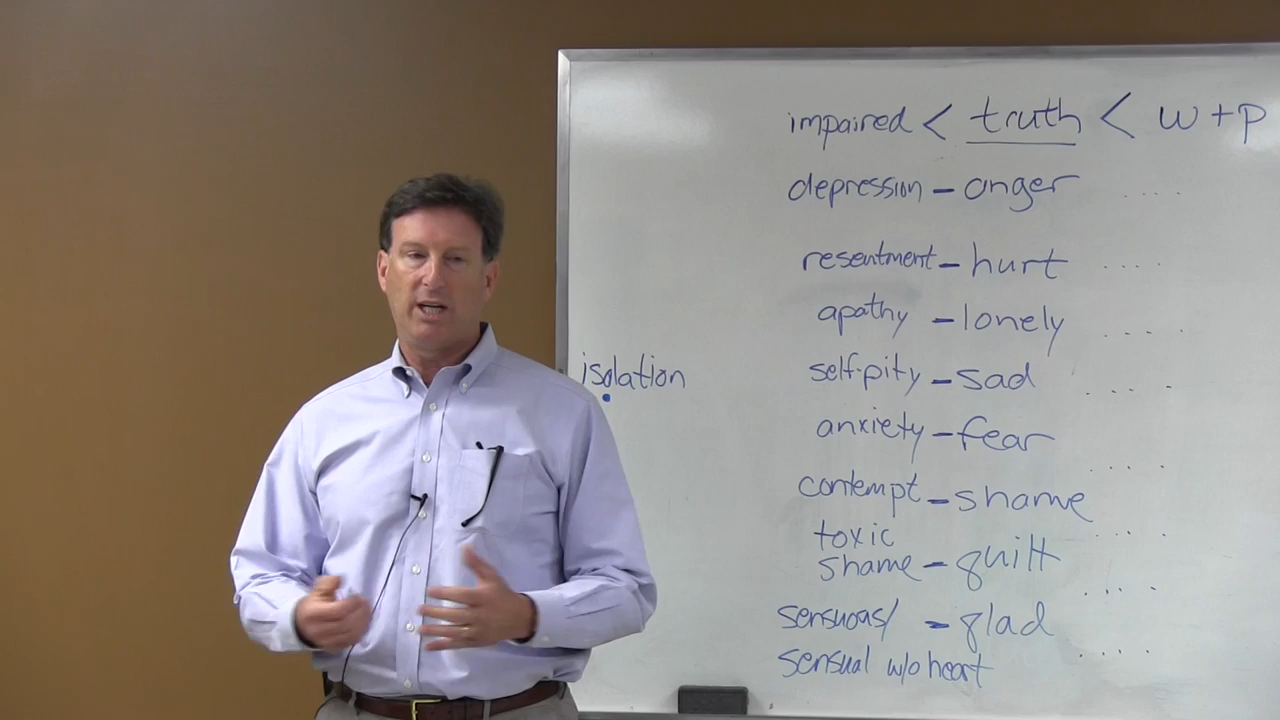 impaired < truth < w+p
depression - anger ....
resentment - hurt ....
apathy - lonely ....
isolation
self-pity - sad ....
anxiety - fear ....
contempt - shame ....
toxic
shame - guilt ....
sensuous/ - glad ....
sensual w/o heart